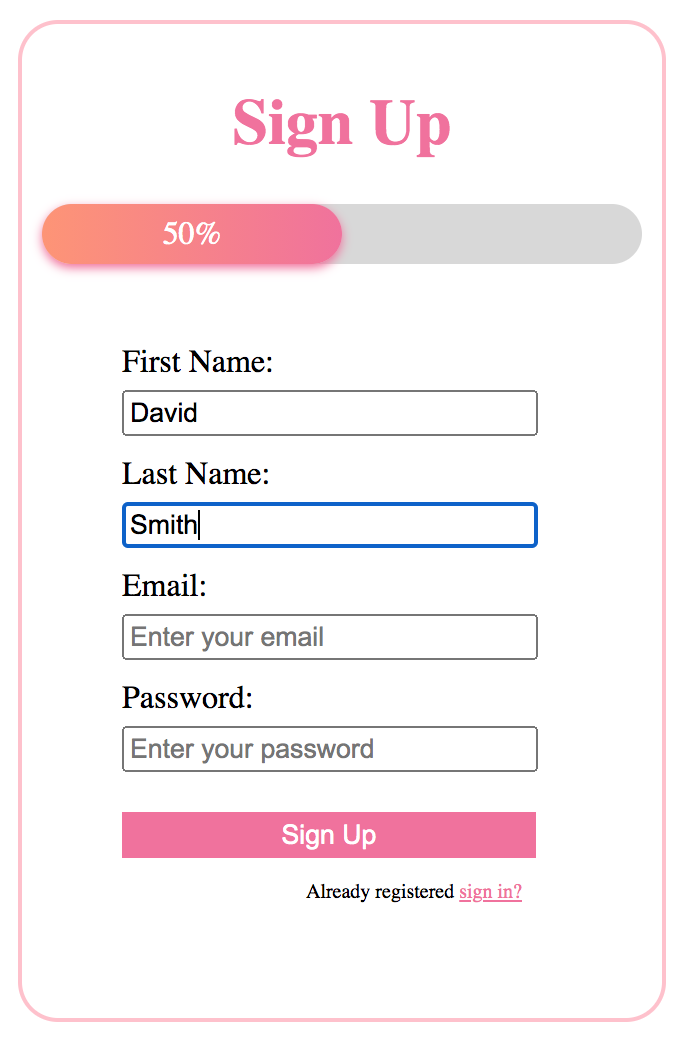 Sign Up
50%
First Name:
David
Last Name:
Smith
Email:
Enter your email
Password:
Enter your password
Sign Up
Already registered sign in?